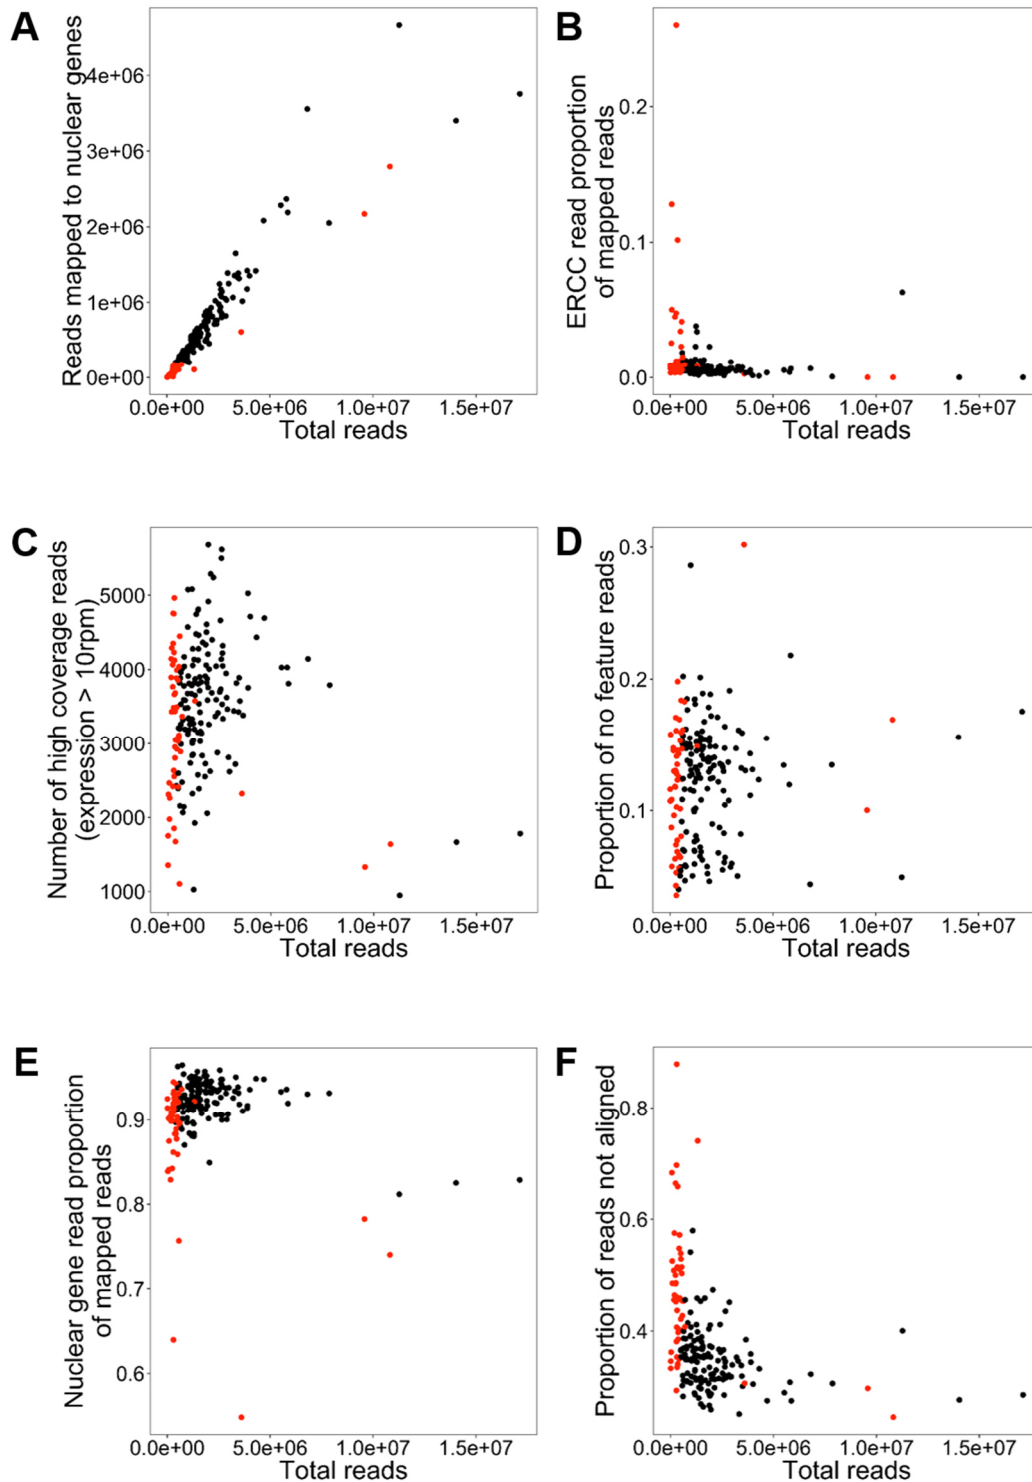 A
Reads mapped to nuclear genes
4e+06
3e+06
2e+06
1e+06
0e+00
0.0e+00 5.0e+06 1.0e+07 1.5e+07
Total reads
B
ERCC read proportion
of mapped reads
0.2
0.1
0.0
0.0e+00 5.0e+06 1.0e+07 1.5e+07
Total reads
C
Number of high coverage reads
(expression > 10rpm)
5000
4000
3000
2000
1000
0.0e+00 5.0e+06 1.0e+07 1.5e+07
Total reads
D
Proportion of no feature reads
0.3
0.2
0.1
0.0e+00 5.0e+06 1.0e+07 1.5e+07
Total reads
E
Nuclear gene read proportion
of mapped reads
0.9
0.8
0.7
0.6
0.0e+00 5.0e+06 1.0e+07 1.5e+07
Total reads
F
Proportion of reads not aligned
0.8
0.6
0.4
0.0e+00 5.0e+06 1.0e+07 1.5e+07
Total reads